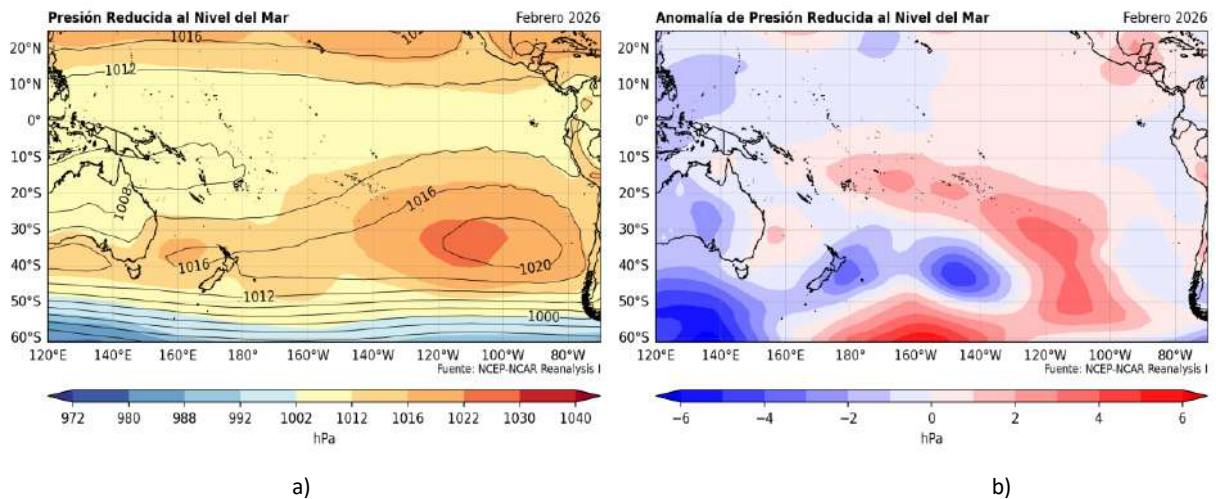 Presión Reducida al Nivel del Mar Febrero 2026
20°N
10°N
0°
10°S
20°S
30°S
40°S
50°S
60°S
1016
1012
1008
1016
1016
1020
1012
1000
120°E 140°E 160°E 180° 160°W 140°W 120°W 100°W 80°W
Fuente: NCEP-NCAR Reanalysis I
972 980 988 992 1002 1012 1016 1022 1030 1040
hPa
a)
Anomalía de Presión Reducida al Nivel del Mar Febrero 2026
20°N
10°N
0°
10°S
20°S
30°S
40°S
50°S
60°S
120°E 140°E 160°E 180° 160°W 140°W 120°W 100°W 80°W
Fuente: NCEP-NCAR Reanalysis I
−6 −4 −2 0 2 4 6
hPa
b)